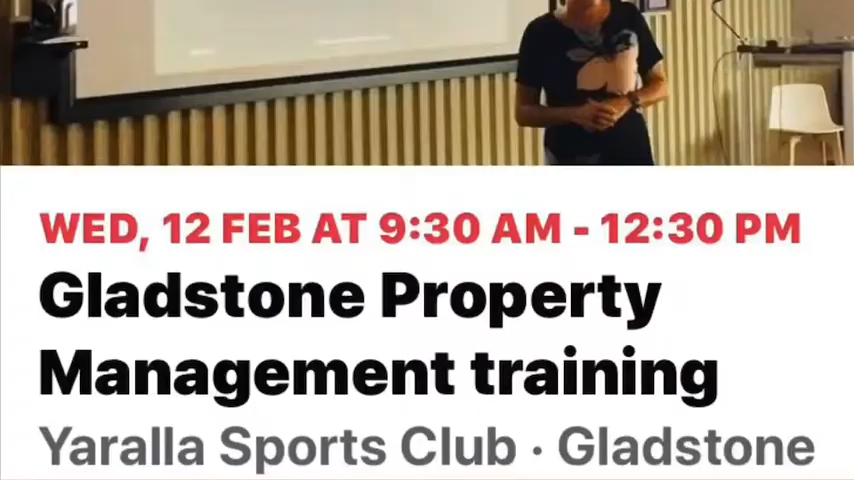 WED, 12 FEB AT 9:30 AM - 12:30 PM
Gladstone Property
Management training
Yaralla Sports Club · Gladstone